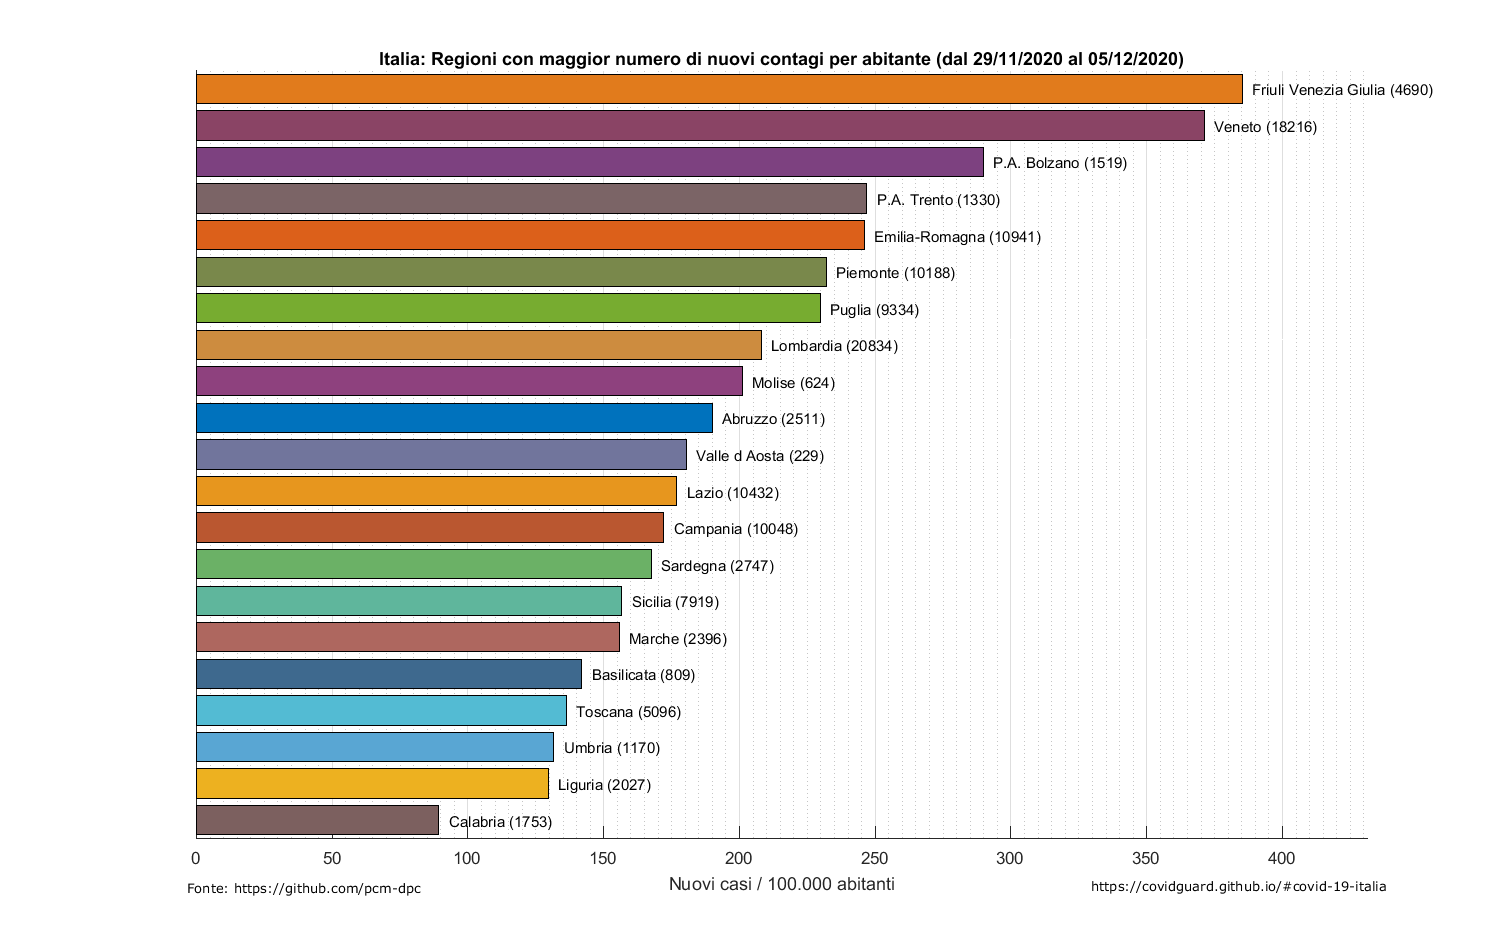 Italia: Regioni con maggior numero di nuovi contagi per abitante (dal 29/11/2020 al 05/12/2020)
Friuli Venezia Giulia (4690)
Veneto (18216)
P.A. Bolzano (1519)
P.A. Trento (1330)
Emilia-Romagna (10941)
Piemonte (10188)
Puglia (9334)
Lombardia (20834)
Molise (624)
Abruzzo (2511)
Valle d Aosta (229)
Lazio (10432)
Campania (10048)
Sardegna (2747)
Sicilia (7919)
Marche (2396)
Basilicata (809)
Toscana (5096)
Umbria (1170)
Liguria (2027)
Calabria (1753)
0 50 100 150 200 250 300 350 400
Nuovi casi / 100.000 abitanti
Fonte: https://github.com/pcm-dpc
https://covidguard.github.io/#covid-19-italia